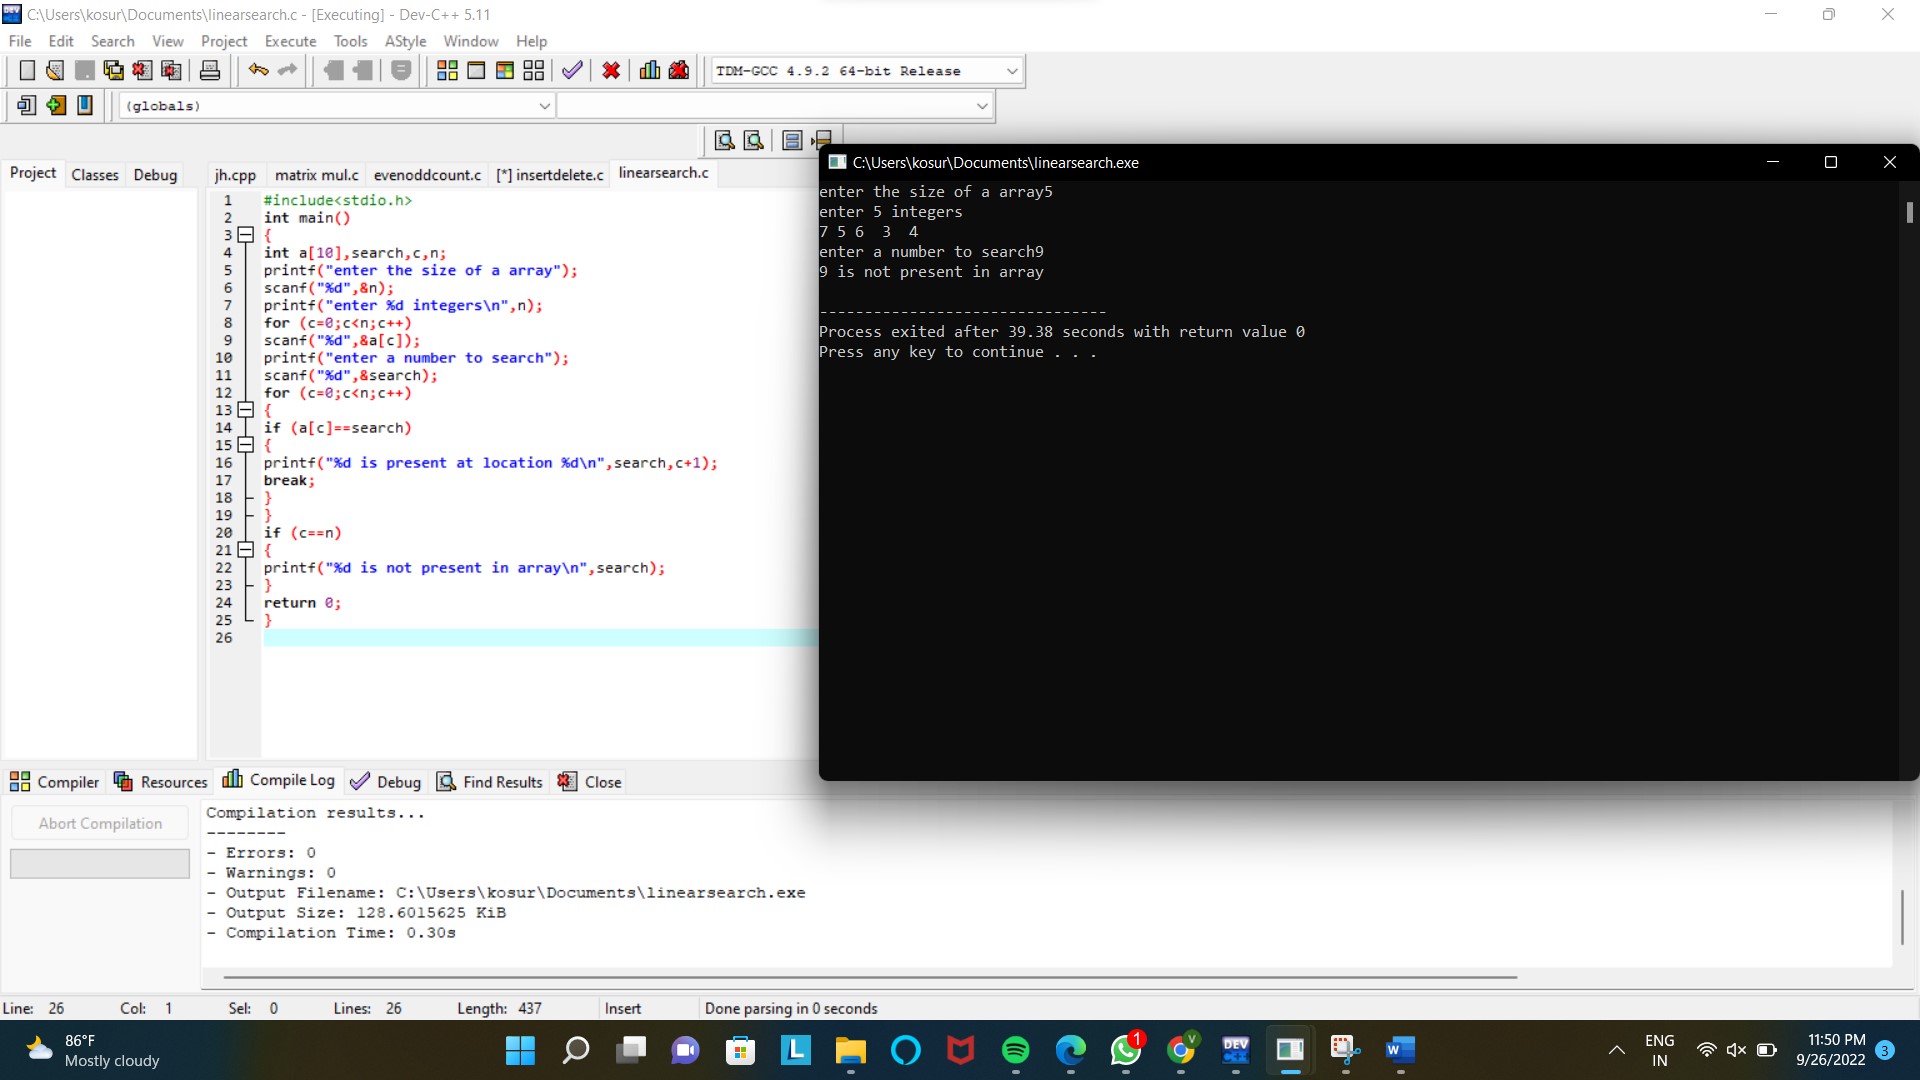 C:\Users\kosur\Documents\linearsearch.c - [Executing] - Dev-C++ 5.11
File Edit Search View Project Execute Tools AStyle Window Help
TDM-GCC 4.9.2 64-bit Release
(globals)
Project Classes Debug
jh.cpp matrix mul.c evenoddcount.c [*] insertdelete.c linearsearch.c
1 #include<stdio.h>
2 int main()
3 {
4 int a[10],search,c,n;
5 printf("enter the size of a array");
6 scanf("%d",&n);
7 printf("enter %d integers\n",n);
8 for (c=0;c<n;c++)
9 scanf("%d",&a[c]);
10 printf("enter a number to search");
11 scanf("%d",&search);
12 for (c=0;c<n;c++)
13 {
14 if (a[c]==search)
15 {
16 printf("%d is present at location %d\n",search,c+1);
17 break;
18 }
19 }
20 if (c==n)
21 {
22 printf("%d is not present in array\n",search);
23 }
24 return 0;
25 }
26
C:\Users\kosur\Documents\linearsearch.exe
enter the size of a array5
enter 5 integers
7 5 6  3  4
enter a number to search9
9 is not present in array
--------------------------------
Process exited after 39.38 seconds with return value 0
Press any key to continue . . .
Compiler Resources Compile Log Debug Find Results Close
Abort Compilation
Compilation results...
--------
- Errors: 0
- Warnings: 0
- Output Filename: C:\Users\kosur\Documents\linearsearch.exe
- Output Size: 128.6015625 KiB
- Compilation Time: 0.30s
Line: 26 Col: 1 Sel: 0 Lines: 26 Length: 437 Insert Done parsing in 0 seconds
86°F
Mostly cloudy
L
1
V
DEV
C++
W
ENG
IN
11:50 PM
9/26/2022
3